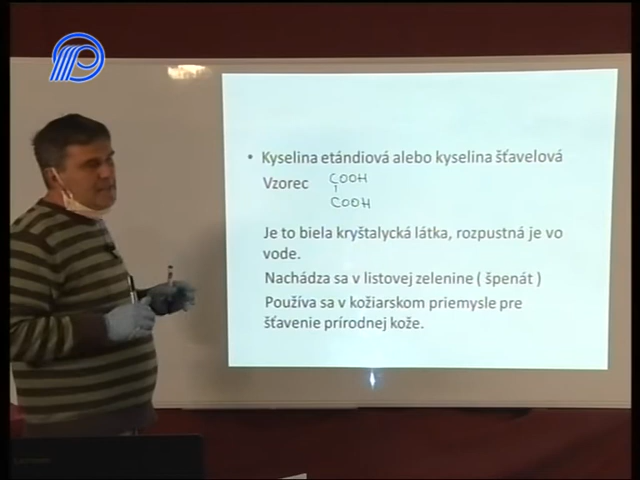 • Kyselina etándiová alebo kyselina šťavelová
Vzorec
COOH
COOH
Je to biela kryštalycká látka, rozpustná je vo
vode.
Nachádza sa v listovej zelenine ( špenát )
Používa sa v kožiarskom priemysle pre
šťavenie prírodnej kože.